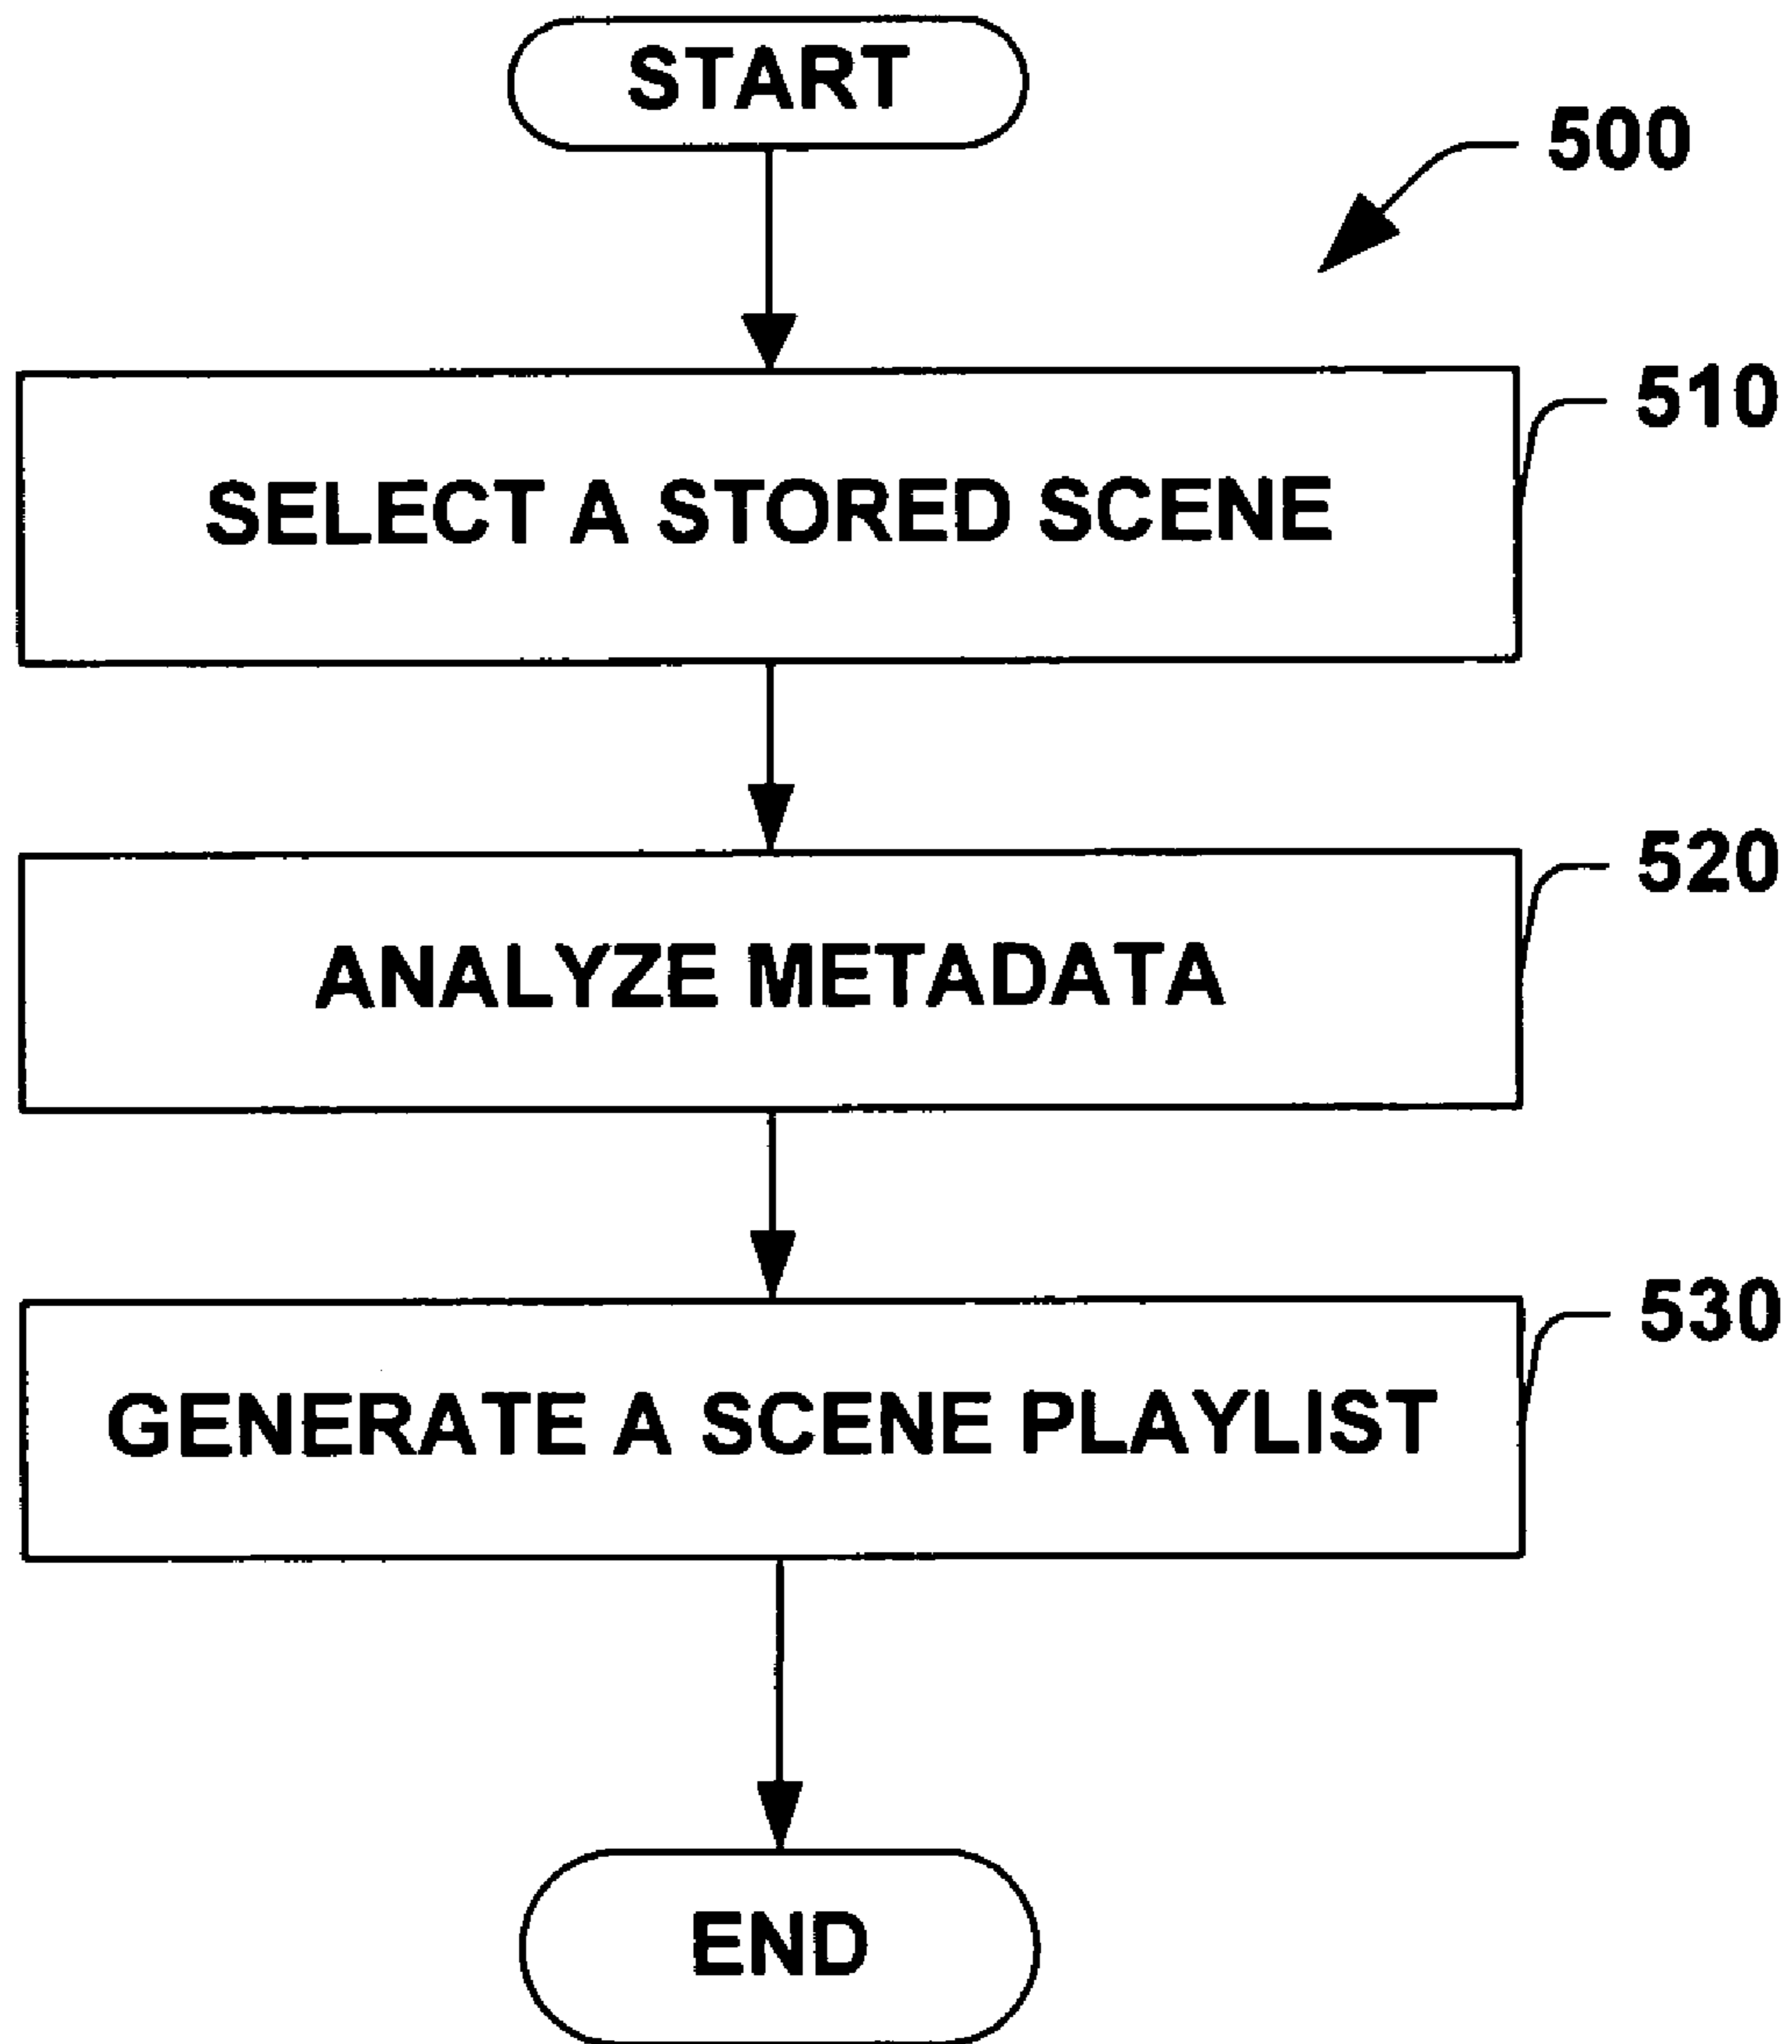 START
500
510
SELECT A STORED SCENE
520
ANALYZE METADATA
530
GENERATE A SCENE PLAYLIST
END